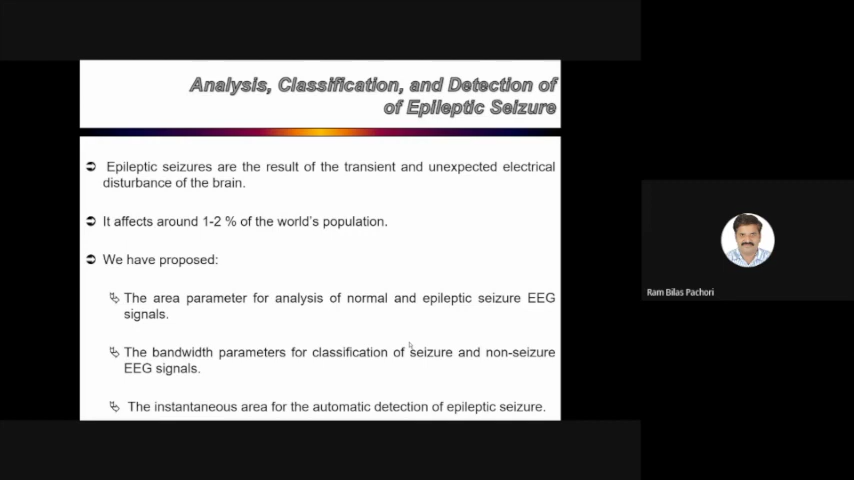 Analysis, Classification, and Detection of
of Epileptic Seizure
Epileptic seizures are the result of the transient and unexpected electrical
disturbance of the brain.
It affects around 1-2 % of the world's population.
We have proposed:
The area parameter for analysis of normal and epileptic seizure EEG
signals.
The bandwidth parameters for classification of seizure and non-seizure
EEG signals.
The instantaneous area for the automatic detection of epileptic seizure.
Ram Bilas Pachori